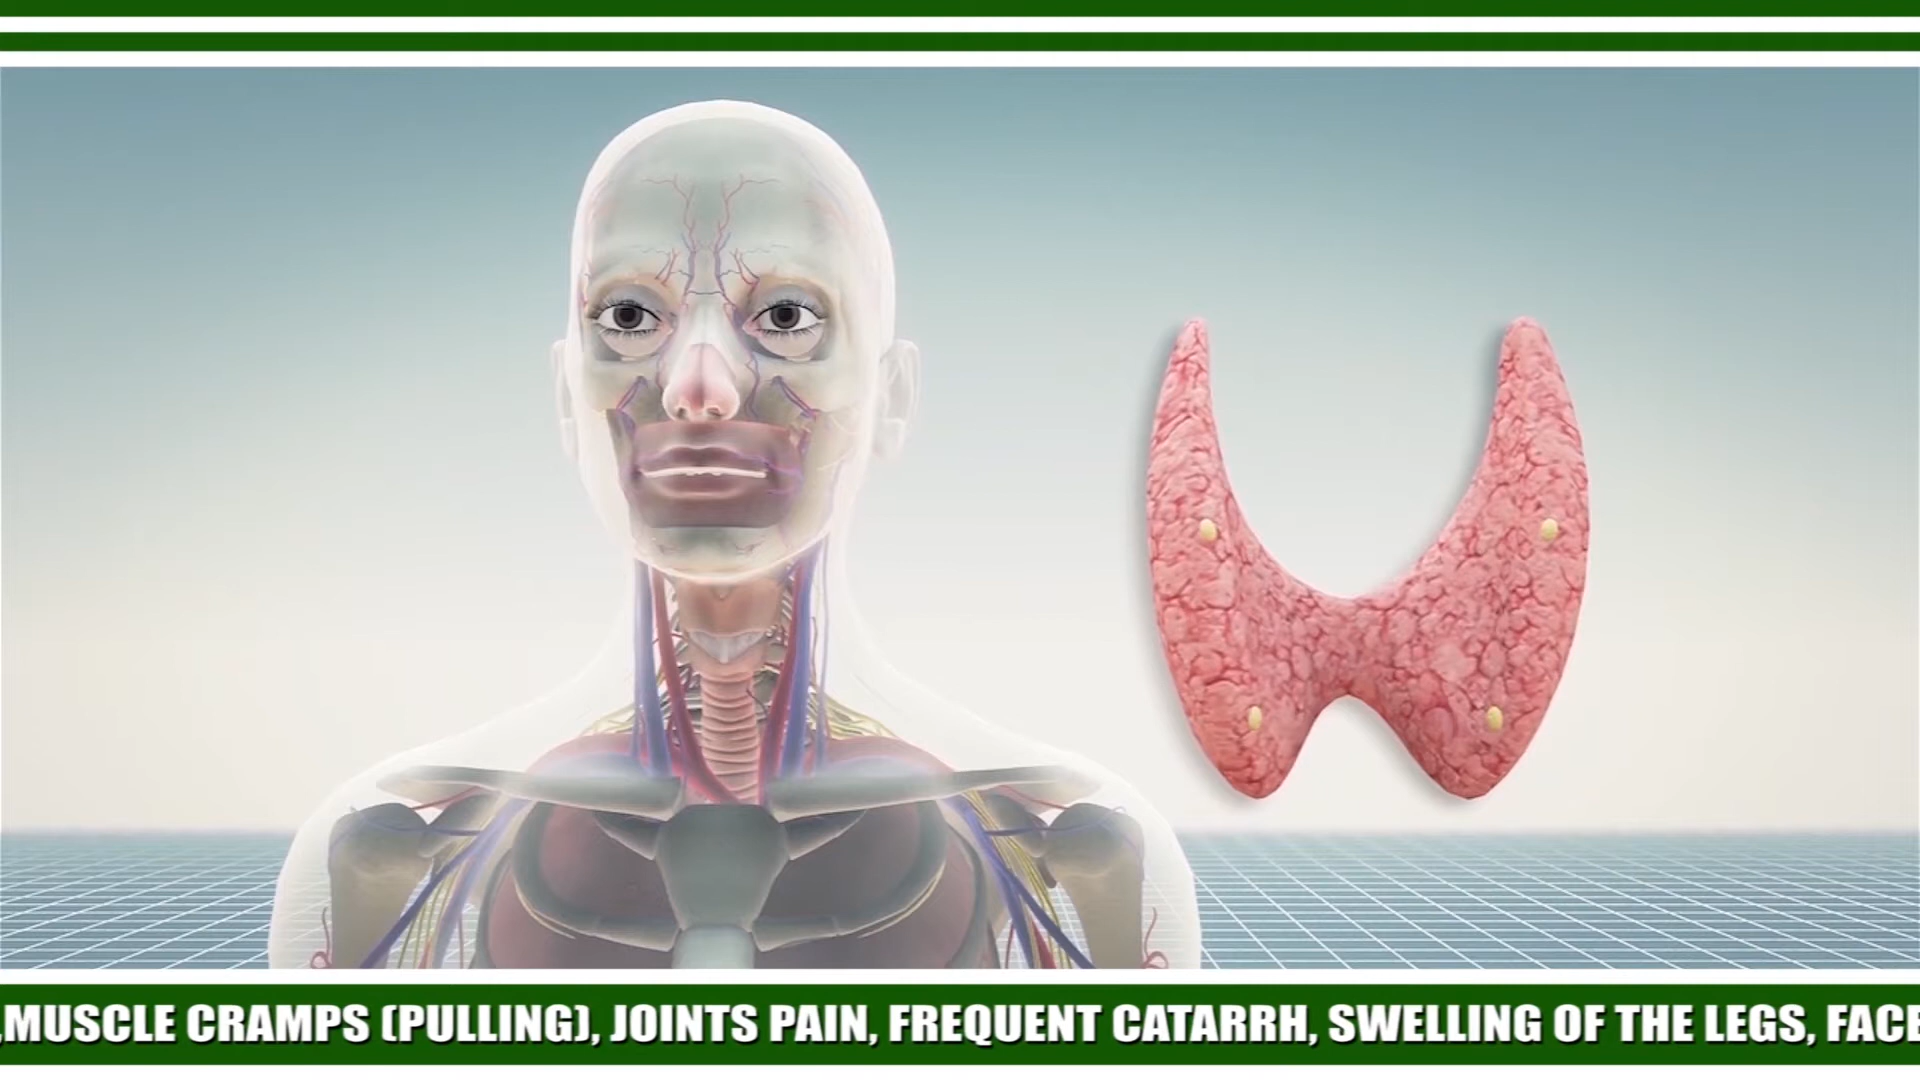 ,MUSCLE CRAMPS (PULLING), JOINTS PAIN, FREQUENT CATARRH, SWELLING OF THE LEGS, FACE